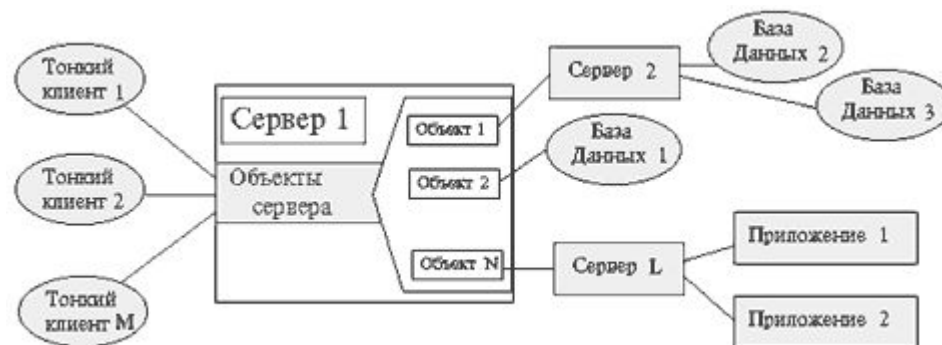 Тонкий
клиент 1
Тонкий
клиент 2
Тонкий
клиент M
Сервер 1
Объекты
сервера
Объект 1
Объект 2
Объект N
Сервер 2
База
Данных 2
База
Данных 3
База
Данных 1
Сервер L
Приложение 1
Приложение 2